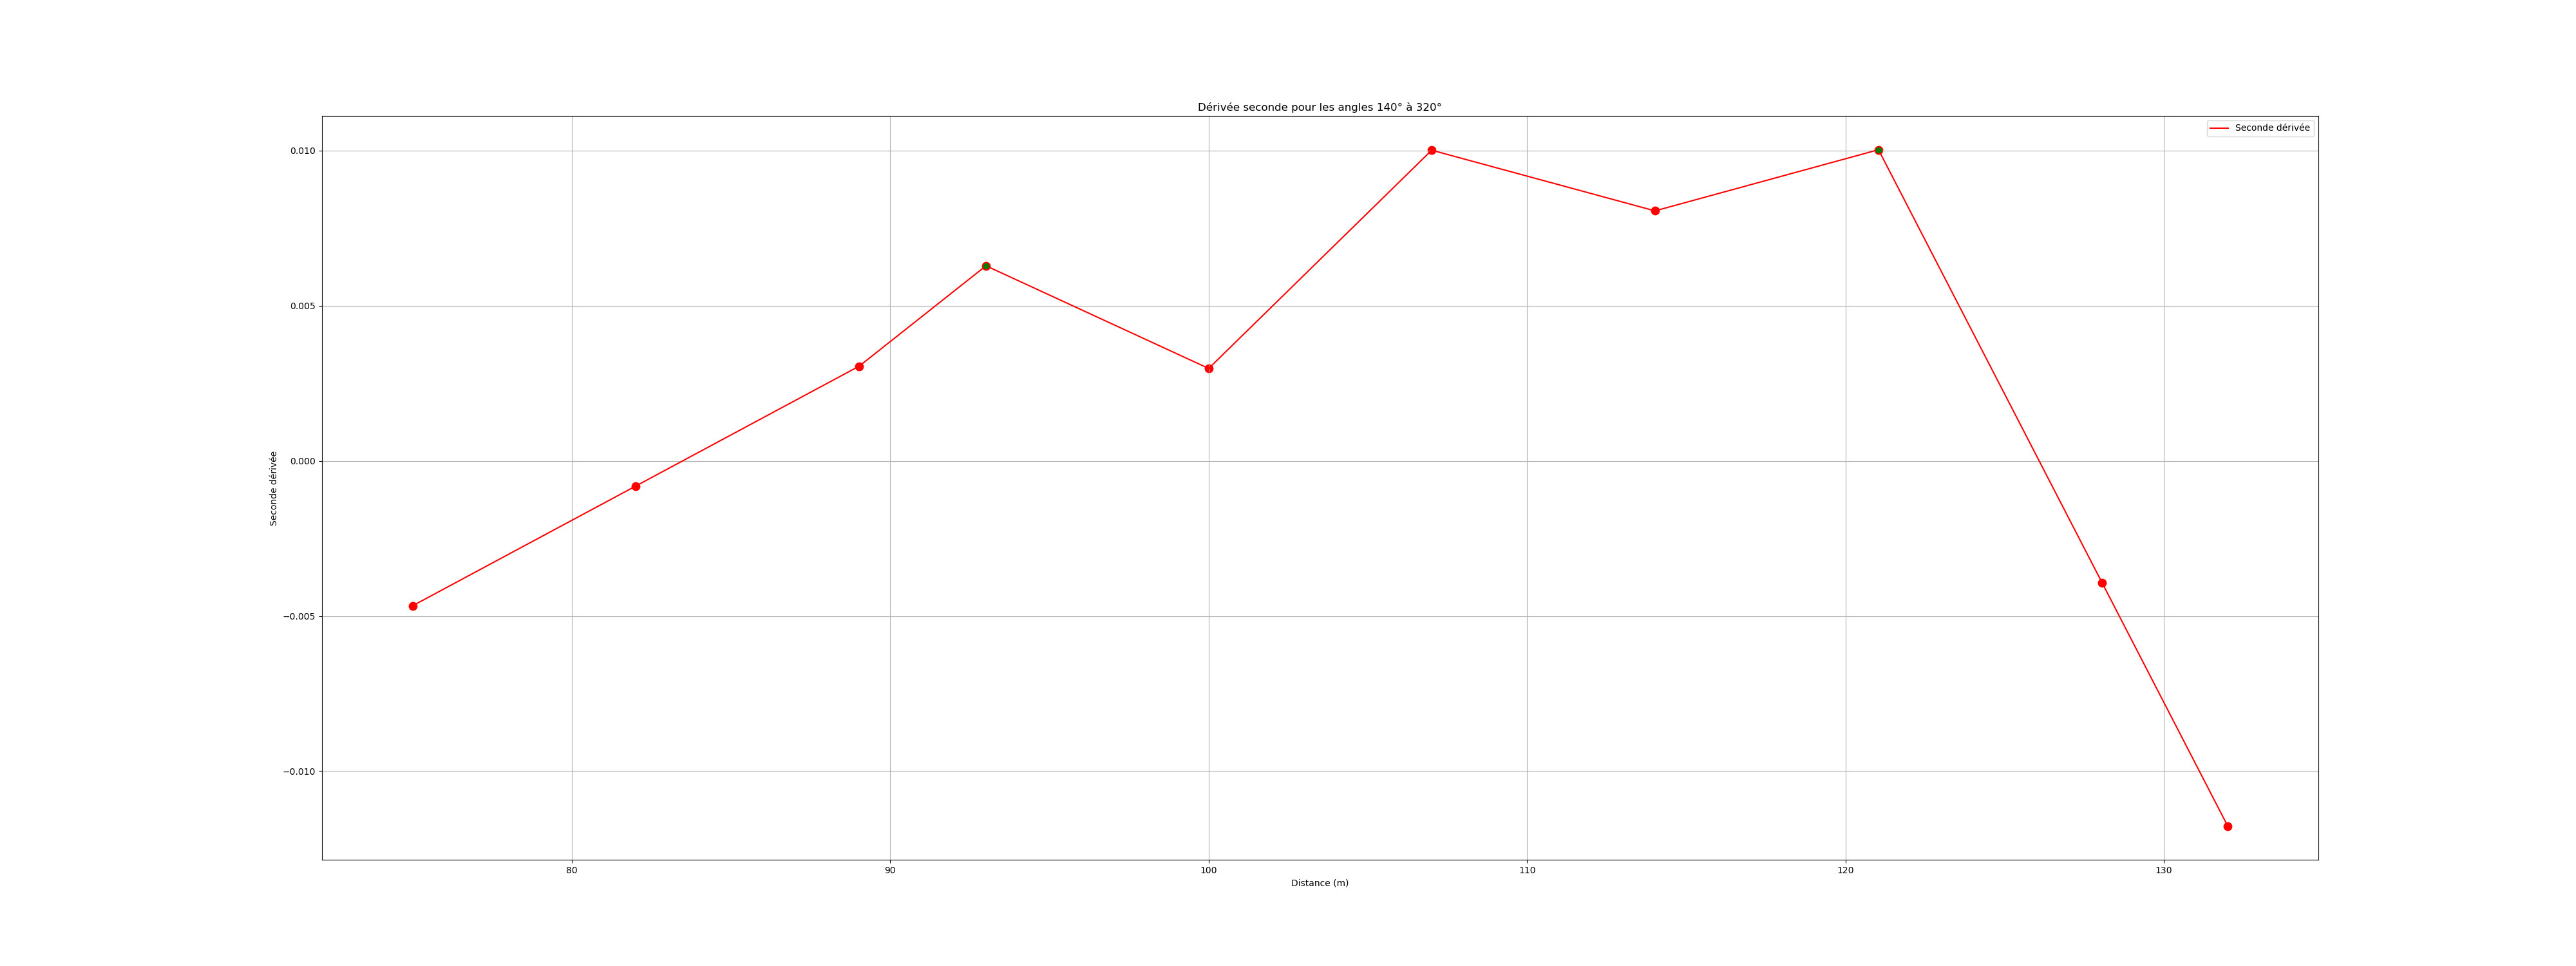 Dérivée seconde pour les angles 140° à 320°
Seconde dérivée
0.010
0.005
0.000
−0.005
−0.010
Seconde dérivée
80 90 100 110 120 130
Distance (m)